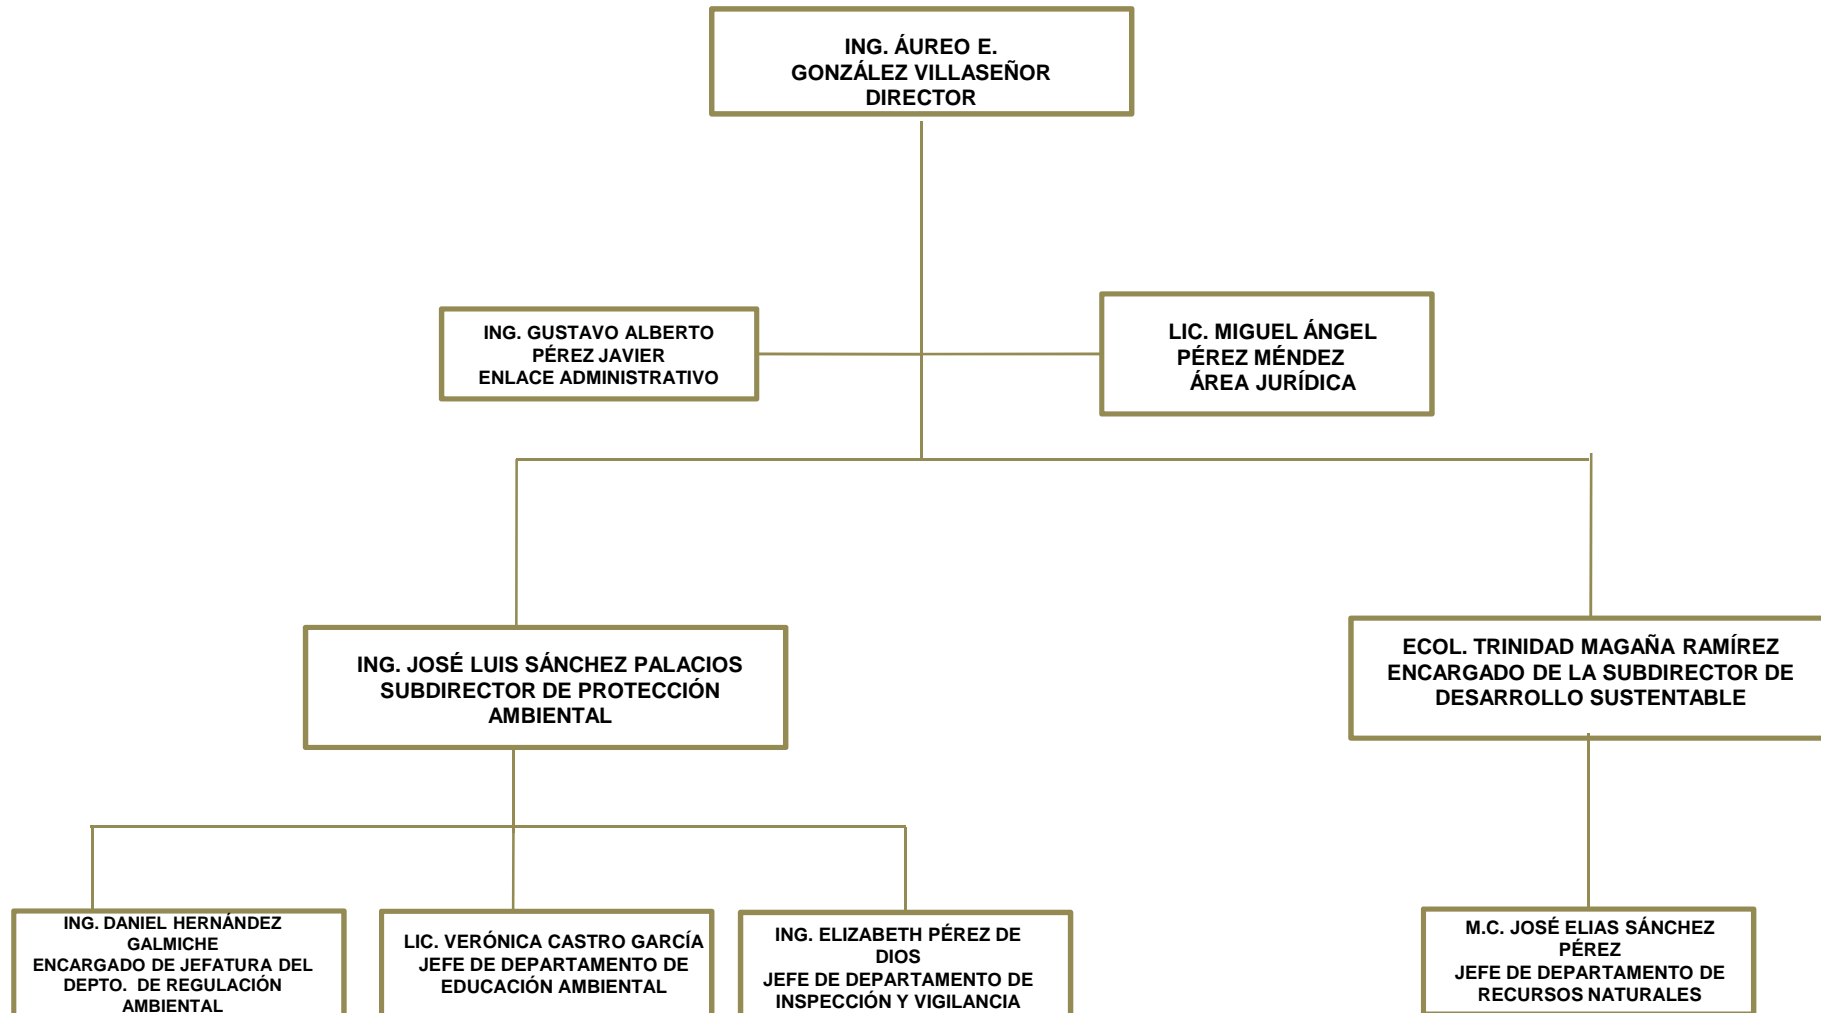 ING. ÁUREO E.
GONZÁLEZ VILLASEÑOR
DIRECTOR
ING. GUSTAVO ALBERTO
PÉREZ JAVIER
ENLACE ADMINISTRATIVO
LIC. MIGUEL ÁNGEL
PÉREZ MÉNDEZ
ÁREA JURÍDICA
ING. JOSÉ LUIS SÁNCHEZ PALACIOS
SUBDIRECTOR DE PROTECCIÓN
AMBIENTAL
ECOL. TRINIDAD MAGAÑA RAMÍREZ
ENCARGADO DE LA SUBDIRECTOR DE
DESARROLLO SUSTENTABLE
ING. DANIEL HERNÁNDEZ
GALMICHE
ENCARGADO DE JEFATURA DEL
DEPTO. DE REGULACIÓN
AMBIENTAL
LIC. VERÓNICA CASTRO GARCÍA
JEFE DE DEPARTAMENTO DE
EDUCACIÓN AMBIENTAL
ING. ELIZABETH PÉREZ DE
DIOS
JEFE DE DEPARTAMENTO DE
INSPECCIÓN Y VIGILANCIA
M.C. JOSÉ ELIAS SÁNCHEZ
PÉREZ
JEFE DE DEPARTAMENTO DE
RECURSOS NATURALES